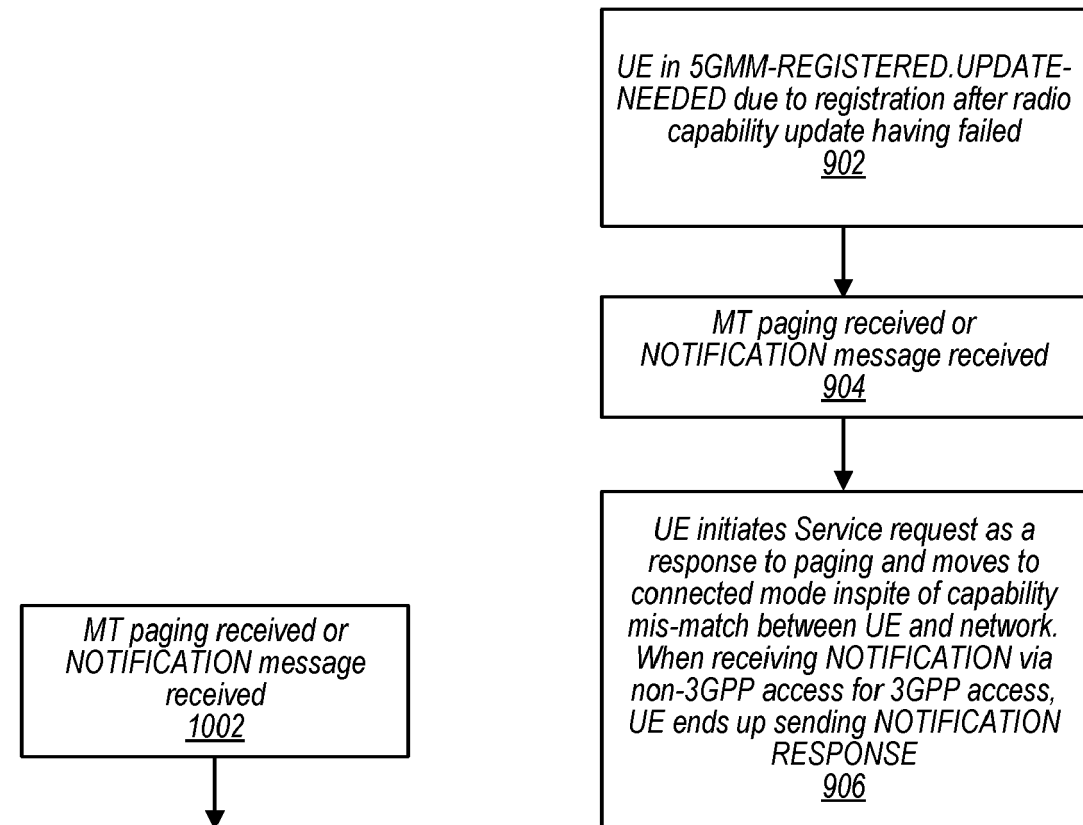 UE in 5GMM-REGISTERED.UPDATE-
NEEDED due to registration after radio
capability update having failed
902
MT paging received or
NOTIFICATION message received
904
UE initiates Service request as a
response to paging and moves to
connected mode inspite of capability
mis-match between UE and network.
When receiving NOTIFICATION via
non-3GPP access for 3GPP access,
UE ends up sending NOTIFICATION
RESPONSE
906
MT paging received or
NOTIFICATION message
received
1002